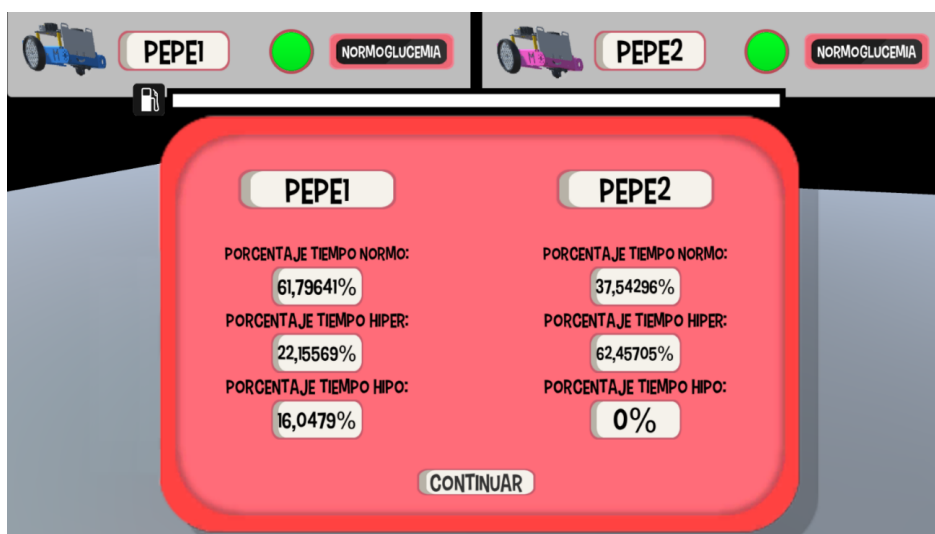 PEPE1
NORMOGLUCEMIA
PEPE2
NORMOGLUCEMIA
PEPE1
PORCENTAJE TIEMPO NORMO:
61,79641%
PORCENTAJE TIEMPO HIPER:
22,15569%
PORCENTAJE TIEMPO HIPO:
16,0479%
PEPE2
PORCENTAJE TIEMPO NORMO:
37,54296%
PORCENTAJE TIEMPO HIPER:
62,45705%
PORCENTAJE TIEMPO HIPO:
0%
CONTINUAR